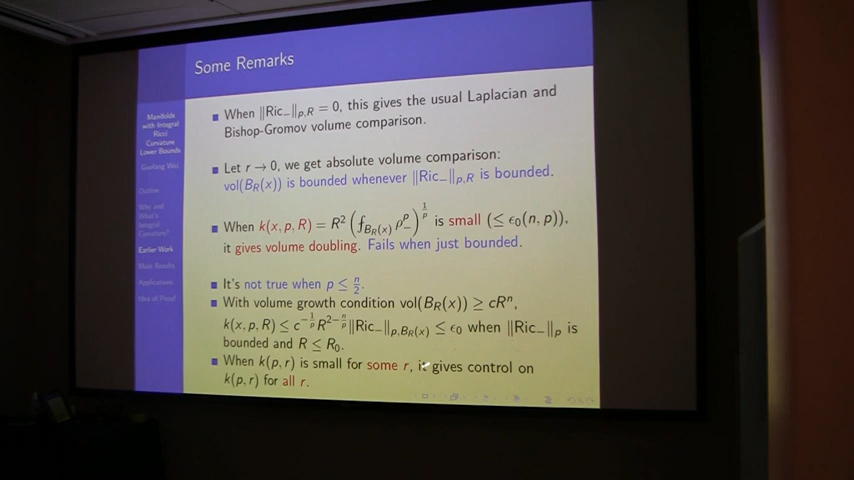 Some Remarks
Manifolds
with Integral
Ricci
Curvature
Lower Bounds
Guofang Wei
Outline
Why and
What's
Integral
Curvature?
Earlier Work
Main Results
Applications
Idea of Proof
When ‖Ric₋‖p,R = 0, this gives the usual Laplacian and
Bishop-Gromov volume comparison.
Let r → 0, we get absolute volume comparison:
vol(B_R(x)) is bounded whenever ‖Ric₋‖p,R is bounded.
When k(x, p, R) = R² (⨍_{B_R(x)} ρ₋^p)^{1/p} is small (≤ ϵ₀(n, p)),
it gives volume doubling. Fails when just bounded.
It's not true when p ≤ n/2.
With volume growth condition vol(B_R(x)) ≥ cRⁿ,
k(x, p, R) ≤ c^{-1/p} R^{2-n/p} ‖Ric₋‖_{p,B_R(x)} ≤ ϵ₀ when ‖Ric₋‖p is
bounded and R ≤ R₀.
When k(p, r) is small for some r, it gives control on
k(p, r) for all r.